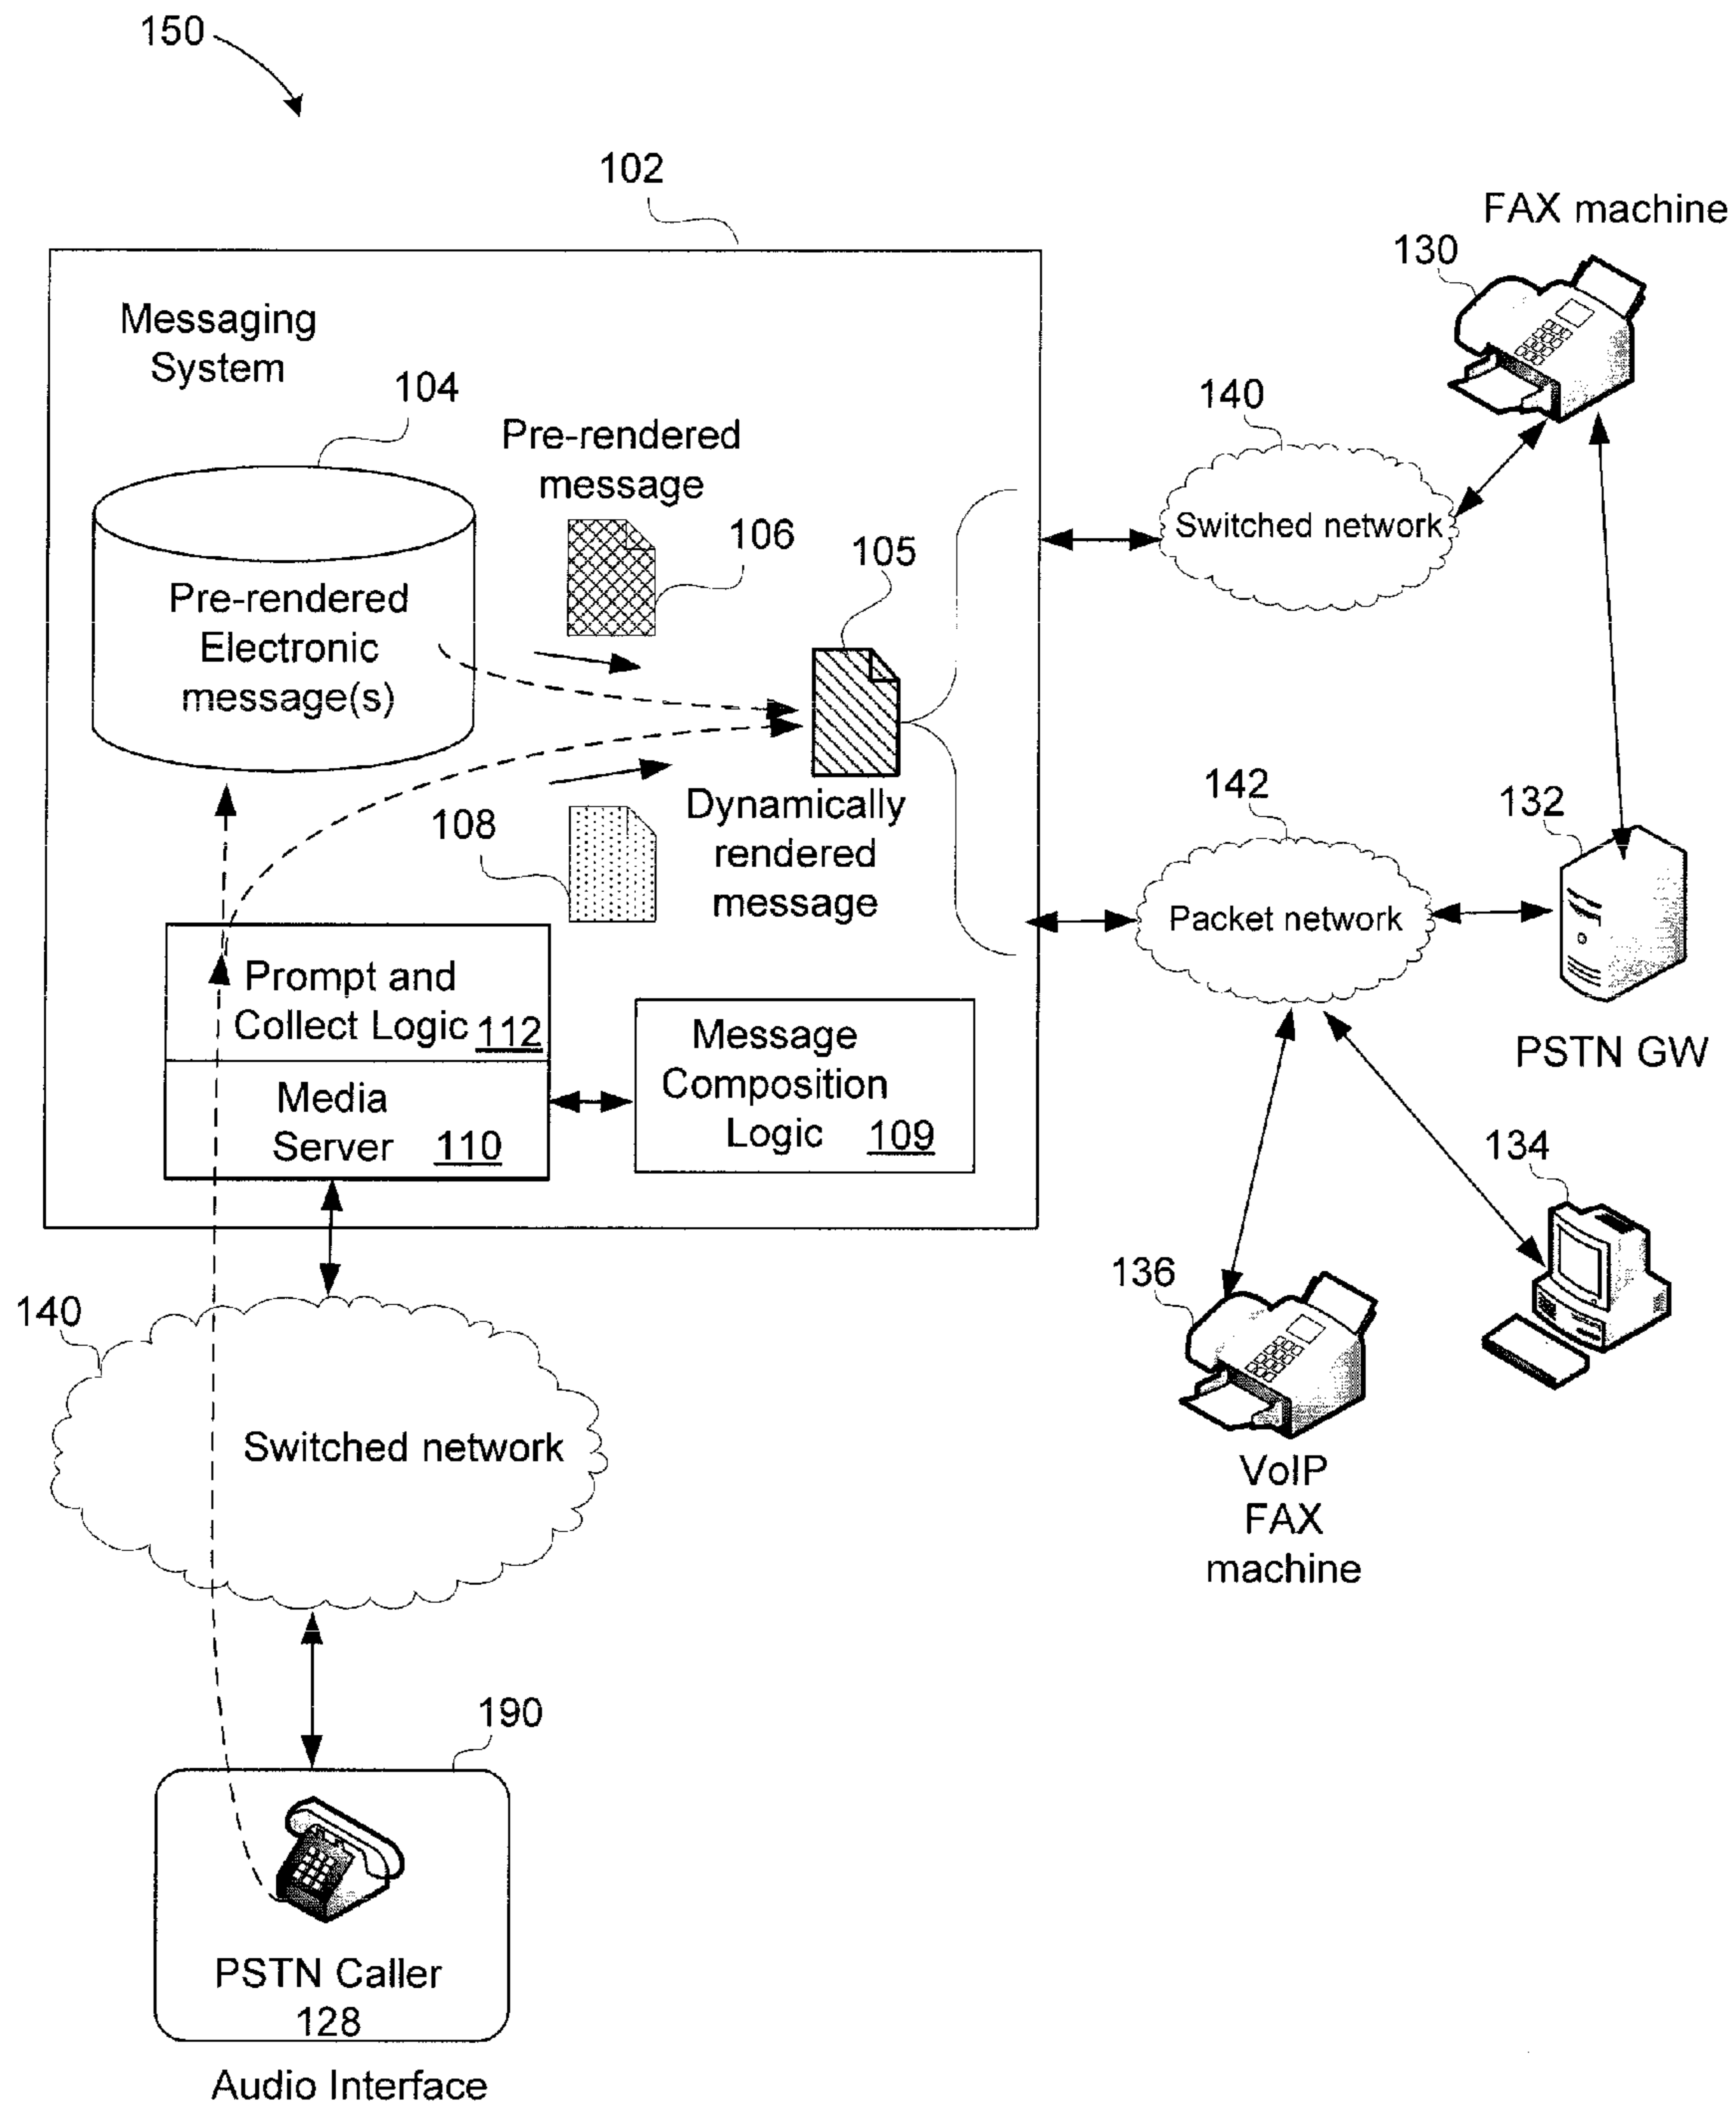 150
102
FAX machine
130
Messaging
System
104
Pre-rendered
message
106
105
140
Switched network
Pre-rendered
Electronic
message(s)
108
Dynamically
rendered
message
142
Packet network
132
PSTN GW
Prompt and
Collect Logic 112
Media
Server 110
Message
Composition
Logic 109
134
136
VoIP
FAX
machine
140
Switched network
190
PSTN Caller
128
Audio Interface